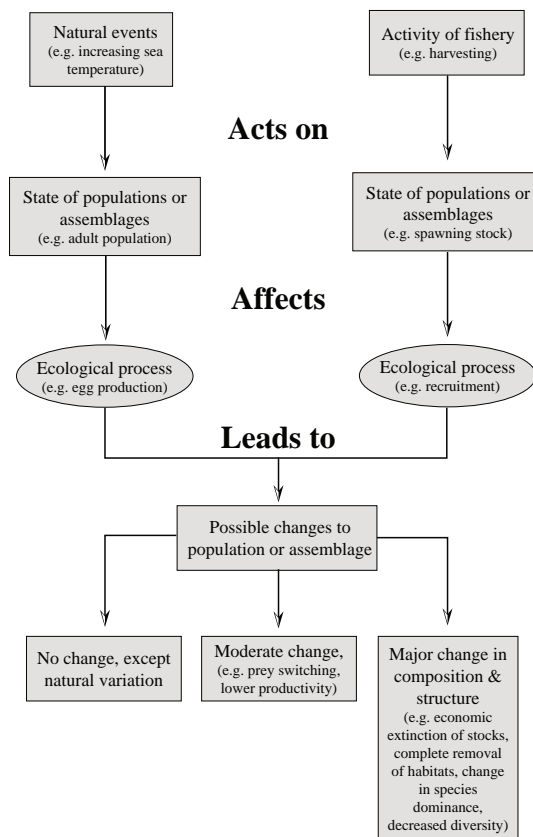 Natural events
(e.g. increasing sea
temperature)
Activity of fishery
(e.g. harvesting)
Acts on
State of populations or
assemblages
(e.g. adult population)
State of populations or
assemblages
(e.g. spawning stock)
Affects
Ecological process
(e.g. egg production)
Ecological process
(e.g. recruitment)
Leads to
Possible changes to
population or assemblage
No change, except
natural variation
Moderate change,
(e.g. prey switching,
lower productivity)
Major change in
composition &
structure
(e.g. economic
extinction of stocks,
complete removal
of habitats, change
in species
dominance,
decreased diversity)